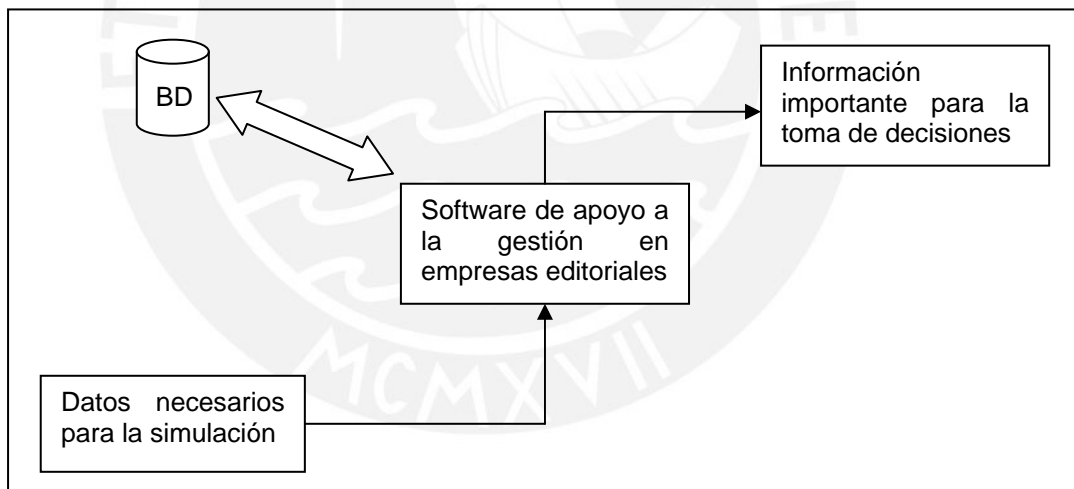 BD
Información
importante para la
toma de decisiones
Software de apoyo a
la gestión en
empresas editoriales
Datos necesarios
para la simulación
MCMXVII